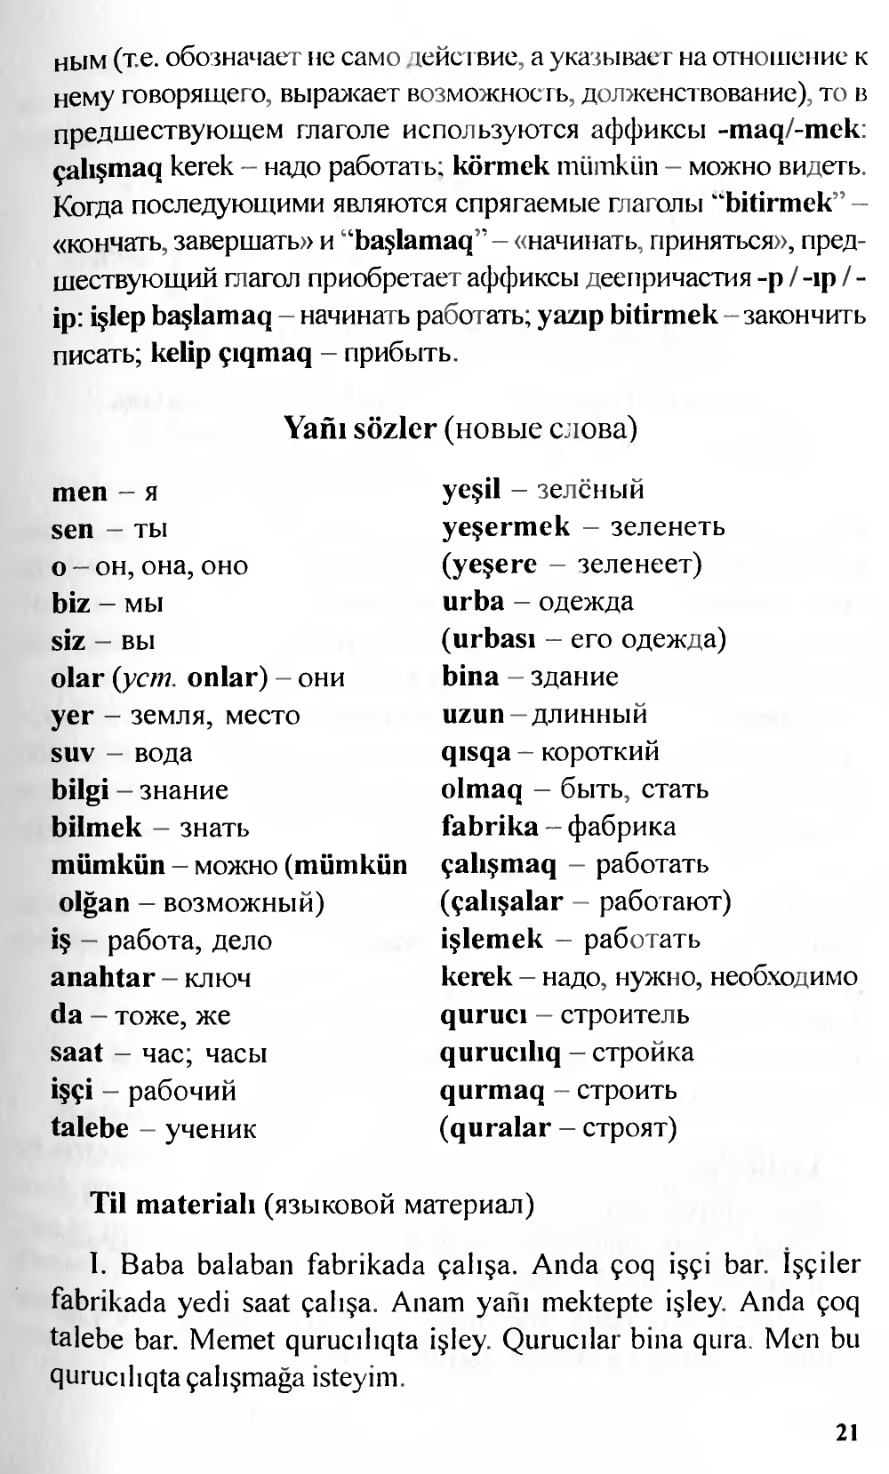 ным (т.е. обозначает не само действие, а указывает на отношение к
нему говорящего, выражает возможность, долженствование), то в
предшествующем глаголе используются аффиксы -maq/-mek:
çalışmaq kerek – надо работать; körmek mümkün – можно видеть.
Когда последующими являются спрягаемые глаголы “bitirmek” –
«кончать, завершать» и “başlamaq” – «начинать, приняться», пред-
шествующий глагол приобретает аффиксы деепричастия -p / -ıp / -
ip: işlep başlamaq – начинать работать; yazıp bitirmek – закончить
писать; kelip çıqmaq – прибыть.
Yañı sözler (новые слова)
men – я
sen – ты
o – он, она, оно
biz – мы
siz – вы
olar (уст. onlar) – они
yer – земля, место
suv – вода
bilgi – знание
bilmek – знать
mümkün – можно (mümkün
olğan – возможный)
iş – работа, дело
anahtar – ключ
da – тоже, же
saat – час; часы
işçi – рабочий
talebe – ученик
yeşil – зелёный
yeşermek – зеленеть
(yeşere – зеленеет)
urba – одежда
(urbası – его одежда)
bina – здание
uzun – длинный
qısqa – короткий
olmaq – быть, стать
fabrika – фабрика
çalışmaq – работать
(çalışalar – работают)
işlemek – работать
kerek – надо, нужно, необходимо
qurucı – строитель
qurucılıq – стройка
qurmaq – строить
(quralar – строят)
Til materialı (языковой материал)
I. Baba balaban fabrikada çalışa. Anda çoq işçi bar. İşçiler
fabrikada yedi saat çalışa. Anam yañı mektepte işley. Anda çoq
talebe bar. Memet qurucılıqta işley. Qurucılar bina qura. Men bu
qurucılıqta çalışmağa isteyim.
21